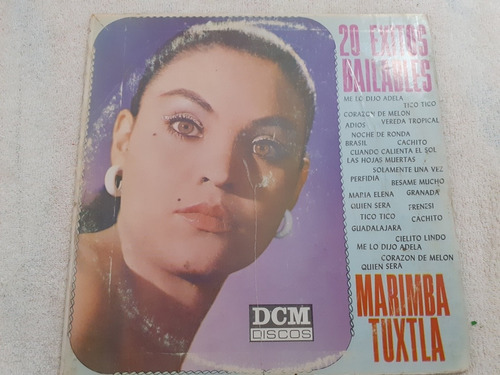 20 EXITOS
BAILABLES
ME LO DIJO ADELA
TICO TICO
CORAZON DE MELON
ADIOS VEREDA TROPICAL
NOCHE DE RONDA
BRASIL CACHITO
CUANDO CALIENTA EL SOL
LAS HOJAS MUERTAS
SOLAMENTE UNA VEZ
PERFIDIA BESAME MUCHO
MARIA ELENA GRANADA
QUIEN SERA FRENESI
TICO TICO CACHITO
GUADALAJARA
CIELITO LINDO
ME LO DIJO ADELA
CORAZON DE MELON
QUIEN SERA
MARIMBA
TUXTLA
DCM
DISCOS